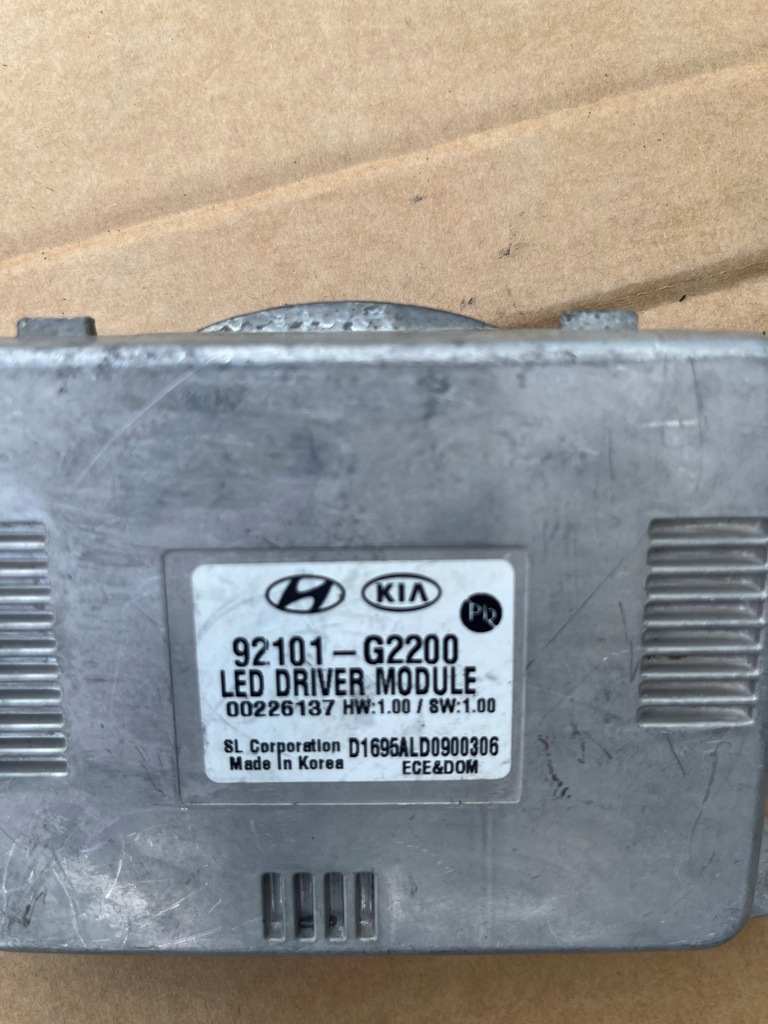 KIA
Pb
92101-G2200
LED DRIVER MODULE
00226137 HW:1.00 / SW:1.00
SL Corporation D1695ALD0900306
Made In Korea ECE&DOM